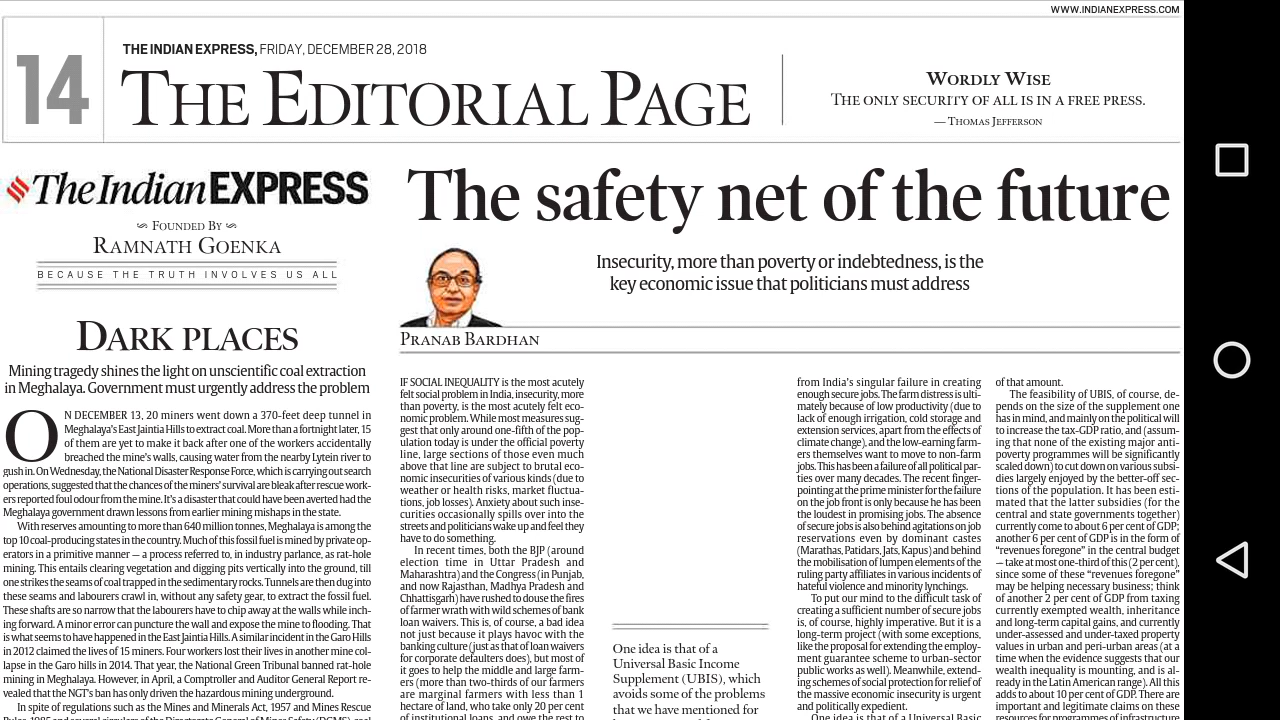 WWW.INDIANEXPRESS.COM
14
THE INDIAN EXPRESS, FRIDAY, DECEMBER 28, 2018
THE EDITORIAL PAGE
WORDLY WISE
THE ONLY SECURITY OF ALL IS IN A FREE PRESS.
— THOMAS JEFFERSON
The Indian EXPRESS
FOUNDED BY
RAMNATH GOENKA
BECAUSE THE TRUTH INVOLVES US ALL
DARK PLACES
Mining tragedy shines the light on unscientific coal extraction
in Meghalaya. Government must urgently address the problem
ON DECEMBER 13, 20 miners went down a 370-feet deep tunnel in
Meghalaya's East Jaintia Hills to extract coal. More than a fortnight later, 15
of them are yet to make it back after one of the workers accidentally
breached the mine's walls, causing water from the nearby Lytein river to
gush in. On Wednesday, the National Disaster Response Force, which is carrying out search
operations, suggested that the chances of the miners' survival are bleak after rescue work-
ers reported foul odour from the mine. It's a disaster that could have been averted had the
Meghalaya government drawn lessons from earlier mining mishaps in the state.
With reserves amounting to more than 640 million tonnes, Meghalaya is among the
top 10 coal-producing states in the country. Much of this fossil fuel is mined by private op-
erators in a primitive manner — a process referred to, in industry parlance, as rat-hole
mining. This entails clearing vegetation and digging pits vertically into the ground, till
one strikes the seams of coal trapped in the sedimentary rocks. Tunnels are then dug into
these seams and labourers crawl in, without any safety gear, to extract the fossil fuel.
These shafts are so narrow that the labourers have to chip away at the walls while inch-
ing forward. A minor error can puncture the wall and expose the mine to flooding. That
is what seems to have happened in the East Jaintia Hills. A similar incident in the Garo Hills
in 2012 claimed the lives of 15 miners. Four workers lost their lives in another mine col-
lapse in the Garo hills in 2014. That year, the National Green Tribunal banned rat-hole
mining in Meghalaya. However, in April, a Comptroller and Auditor General Report re-
vealed that the NGT's ban has only driven the hazardous mining underground.
In spite of regulations such as the Mines and Minerals Act, 1957 and Mines Rescue
The safety net of the future
Insecurity, more than poverty or indebtedness, is the
key economic issue that politicians must address
PRANAB BARDHAN
IF SOCIAL INEQUALITY is the most acutely
felt social problem in India, insecurity, more
than poverty, is the most acutely felt eco-
nomic problem. While most measures sug-
gest that only around one-fifth of the pop-
ulation today is under the official poverty
line, large sections of those even much
above that line are subject to brutal eco-
nomic insecurities of various kinds (due to
weather or health risks, market fluctua-
tions, job losses). Anxiety about such inse-
curities occasionally spills over into the
streets and politicians wake up and feel they
have to do something.
In recent times, both the BJP (around
election time in Uttar Pradesh and
Maharashtra) and the Congress (in Punjab,
and now Rajasthan, Madhya Pradesh and
Chhattisgarh) have rushed to douse the fires
of farmer wrath with wild schemes of bank
loan waivers. This is, of course, a bad idea
not just because it plays havoc with the
banking culture (just as that of loan waivers
for corporate defaulters does), but most of
it goes to help the middle and large farm-
ers (more than two-thirds of our farmers
are marginal farmers with less than 1
hectare of land, who take only 20 per cent
of institutional loans, and owe the rest to
One idea is that of a
Universal Basic Income
Supplement (UBIS), which
avoids some of the problems
that we have mentioned for
from India's singular failure in creating
enough secure jobs. The farm distress is ulti-
mately because of low productivity (due to
lack of enough irrigation, cold storage and
extension services, apart from the effects of
climate change), and the low-earning farm-
ers themselves want to move to non-farm
jobs. This has been a failure of all political par-
ties over many decades. The recent finger-
pointing at the prime minister for the failure
on the job front is only because he has been
the loudest in promising jobs. The absence
of secure jobs is also behind agitations on job
reservations even by dominant castes
(Marathas, Patidars, Jats, Kapus) and behind
the mobilisation of lumpen elements of the
ruling party affiliates in various incidents of
hateful violence and minority lynchings.
To put our mind to the difficult task of
creating a sufficient number of secure jobs
is, of course, highly imperative. But it is a
long-term project (with some exceptions,
like the proposal for extending the employ-
ment guarantee scheme to urban-sector
public works as well). Meanwhile, extend-
ing schemes of social protection for relief of
the massive economic insecurity is urgent
and politically expedient.
One idea is that of a Universal Basic
of that amount.
The feasibility of UBIS, of course, de-
pends on the size of the supplement one
has in mind, and mainly on the political will
to increase the tax-GDP ratio, and (assum-
ing that none of the existing major anti-
poverty programmes will be significantly
scaled down) to cut down on various subsi-
dies largely enjoyed by the better-off sec-
tions of the population. It has been esti-
mated that the latter subsidies (for the
central and state governments together)
currently come to about 6 per cent of GDP;
another 6 per cent of GDP is in the form of
“revenues foregone” in the central budget
— take at most one-third of this (2 per cent),
since some of these “revenues foregone”
may be helping necessary business; think
of another 2 per cent of GDP from taxing
currently exempted wealth, inheritance
and long-term capital gains, and currently
under-assessed and under-taxed property
values in urban and peri-urban areas (at a
time when the evidence suggests that our
wealth inequality is mounting, and is al-
ready in the Latin American range). All this
adds to about 10 per cent of GDP. There are
important and legitimate claims on these
resources for programmes of infrastructure